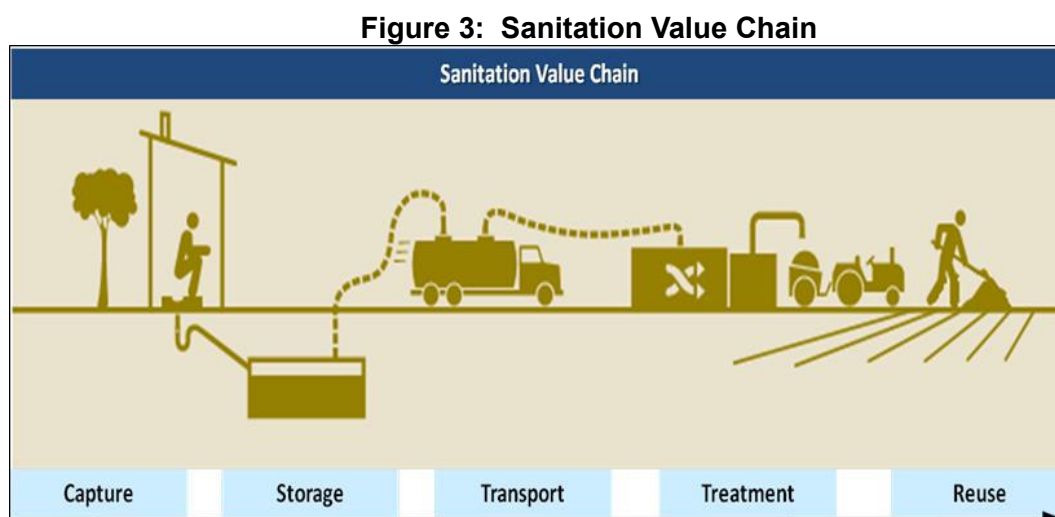 Figure 3: Sanitation Value Chain
Sanitation Value Chain
Capture Storage Transport Treatment Reuse